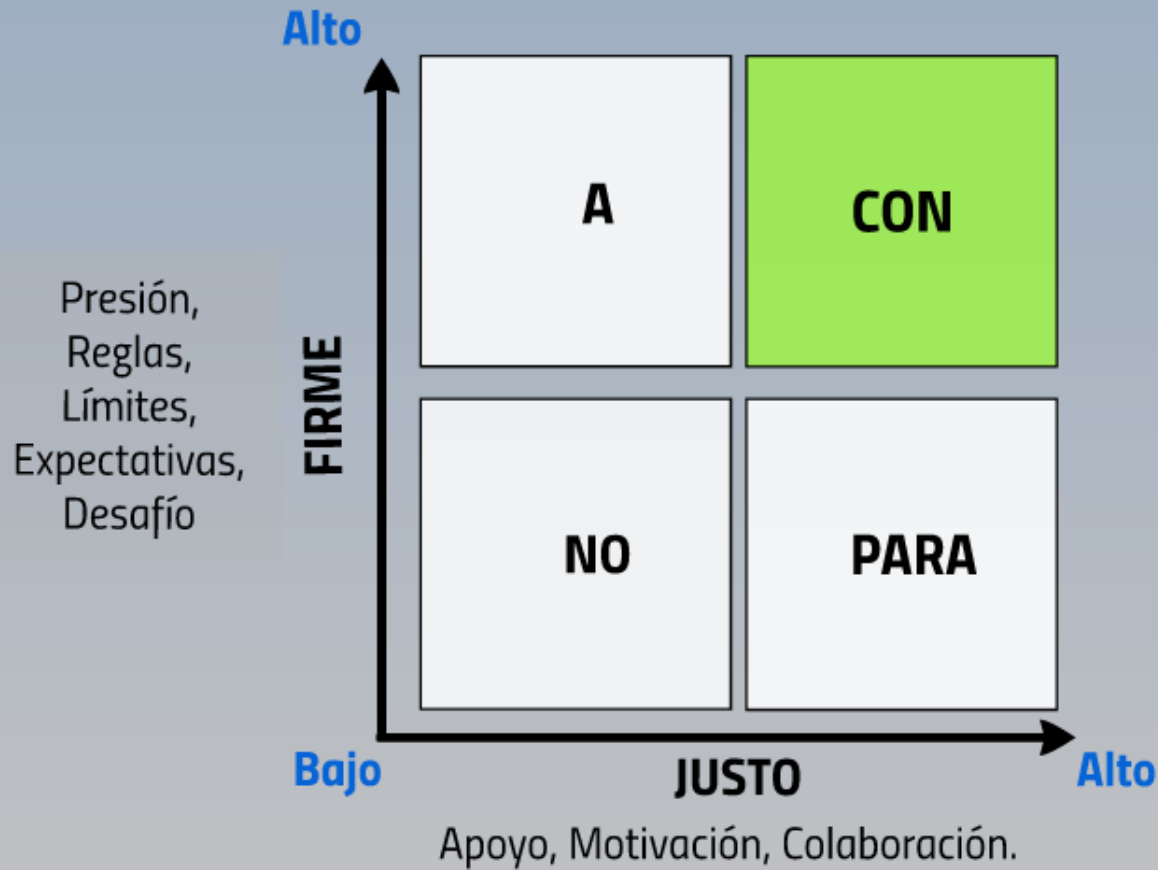 Alto
A
CON
Presión,
Reglas,
Límites,
Expectativas,
Desafío
FIRME
NO
PARA
Bajo
JUSTO
Alto
Apoyo, Motivación, Colaboración.